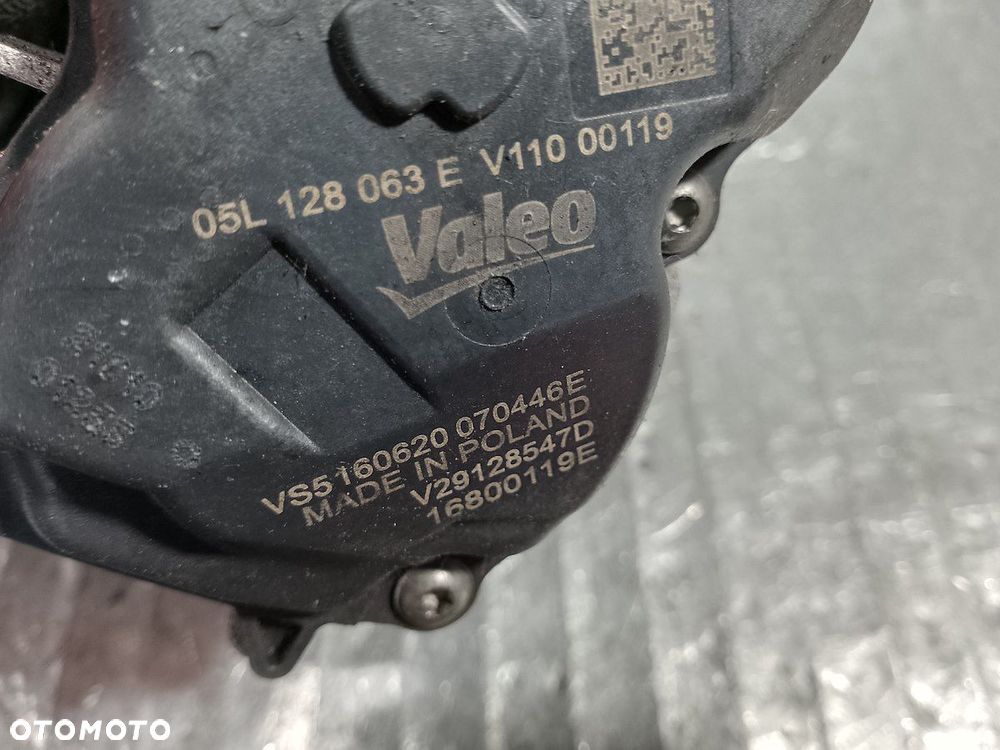 05L 128 063 E V110 00119
Valeo
VS5160620 070446E
MADE IN POLAND
V29128547D
16800119E
OTOMOTO